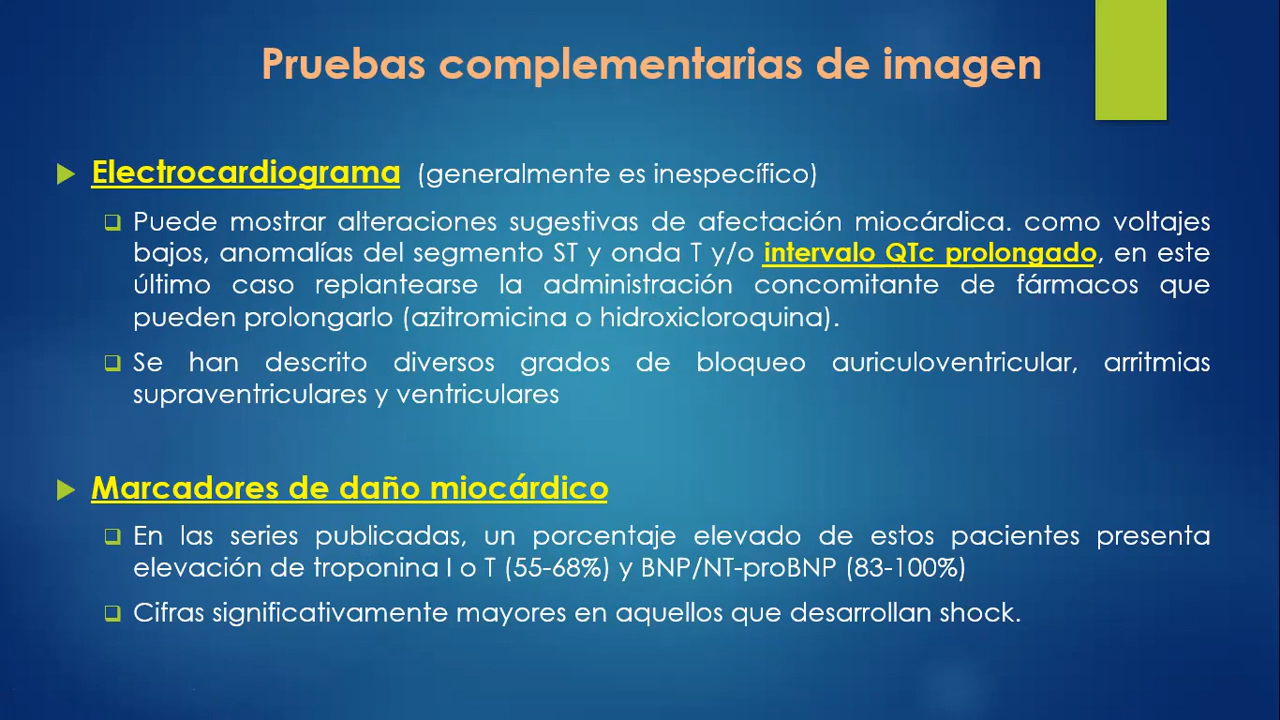 Pruebas complementarias de imagen
Electrocardiograma (generalmente es inespecífico)
Puede mostrar alteraciones sugestivas de afectación miocárdica. como voltajes
bajos, anomalías del segmento ST y onda T y/o intervalo QTc prolongado, en este
último caso replantearse la administración concomitante de fármacos que
pueden prolongarlo (azitromicina o hidroxicloroquina).
Se han descrito diversos grados de bloqueo auriculoventricular, arritmias
supraventriculares y ventriculares
Marcadores de daño miocárdico
En las series publicadas, un porcentaje elevado de estos pacientes presenta
elevación de troponina I o T (55-68%) y BNP/NT-proBNP (83-100%)
Cifras significativamente mayores en aquellos que desarrollan shock.